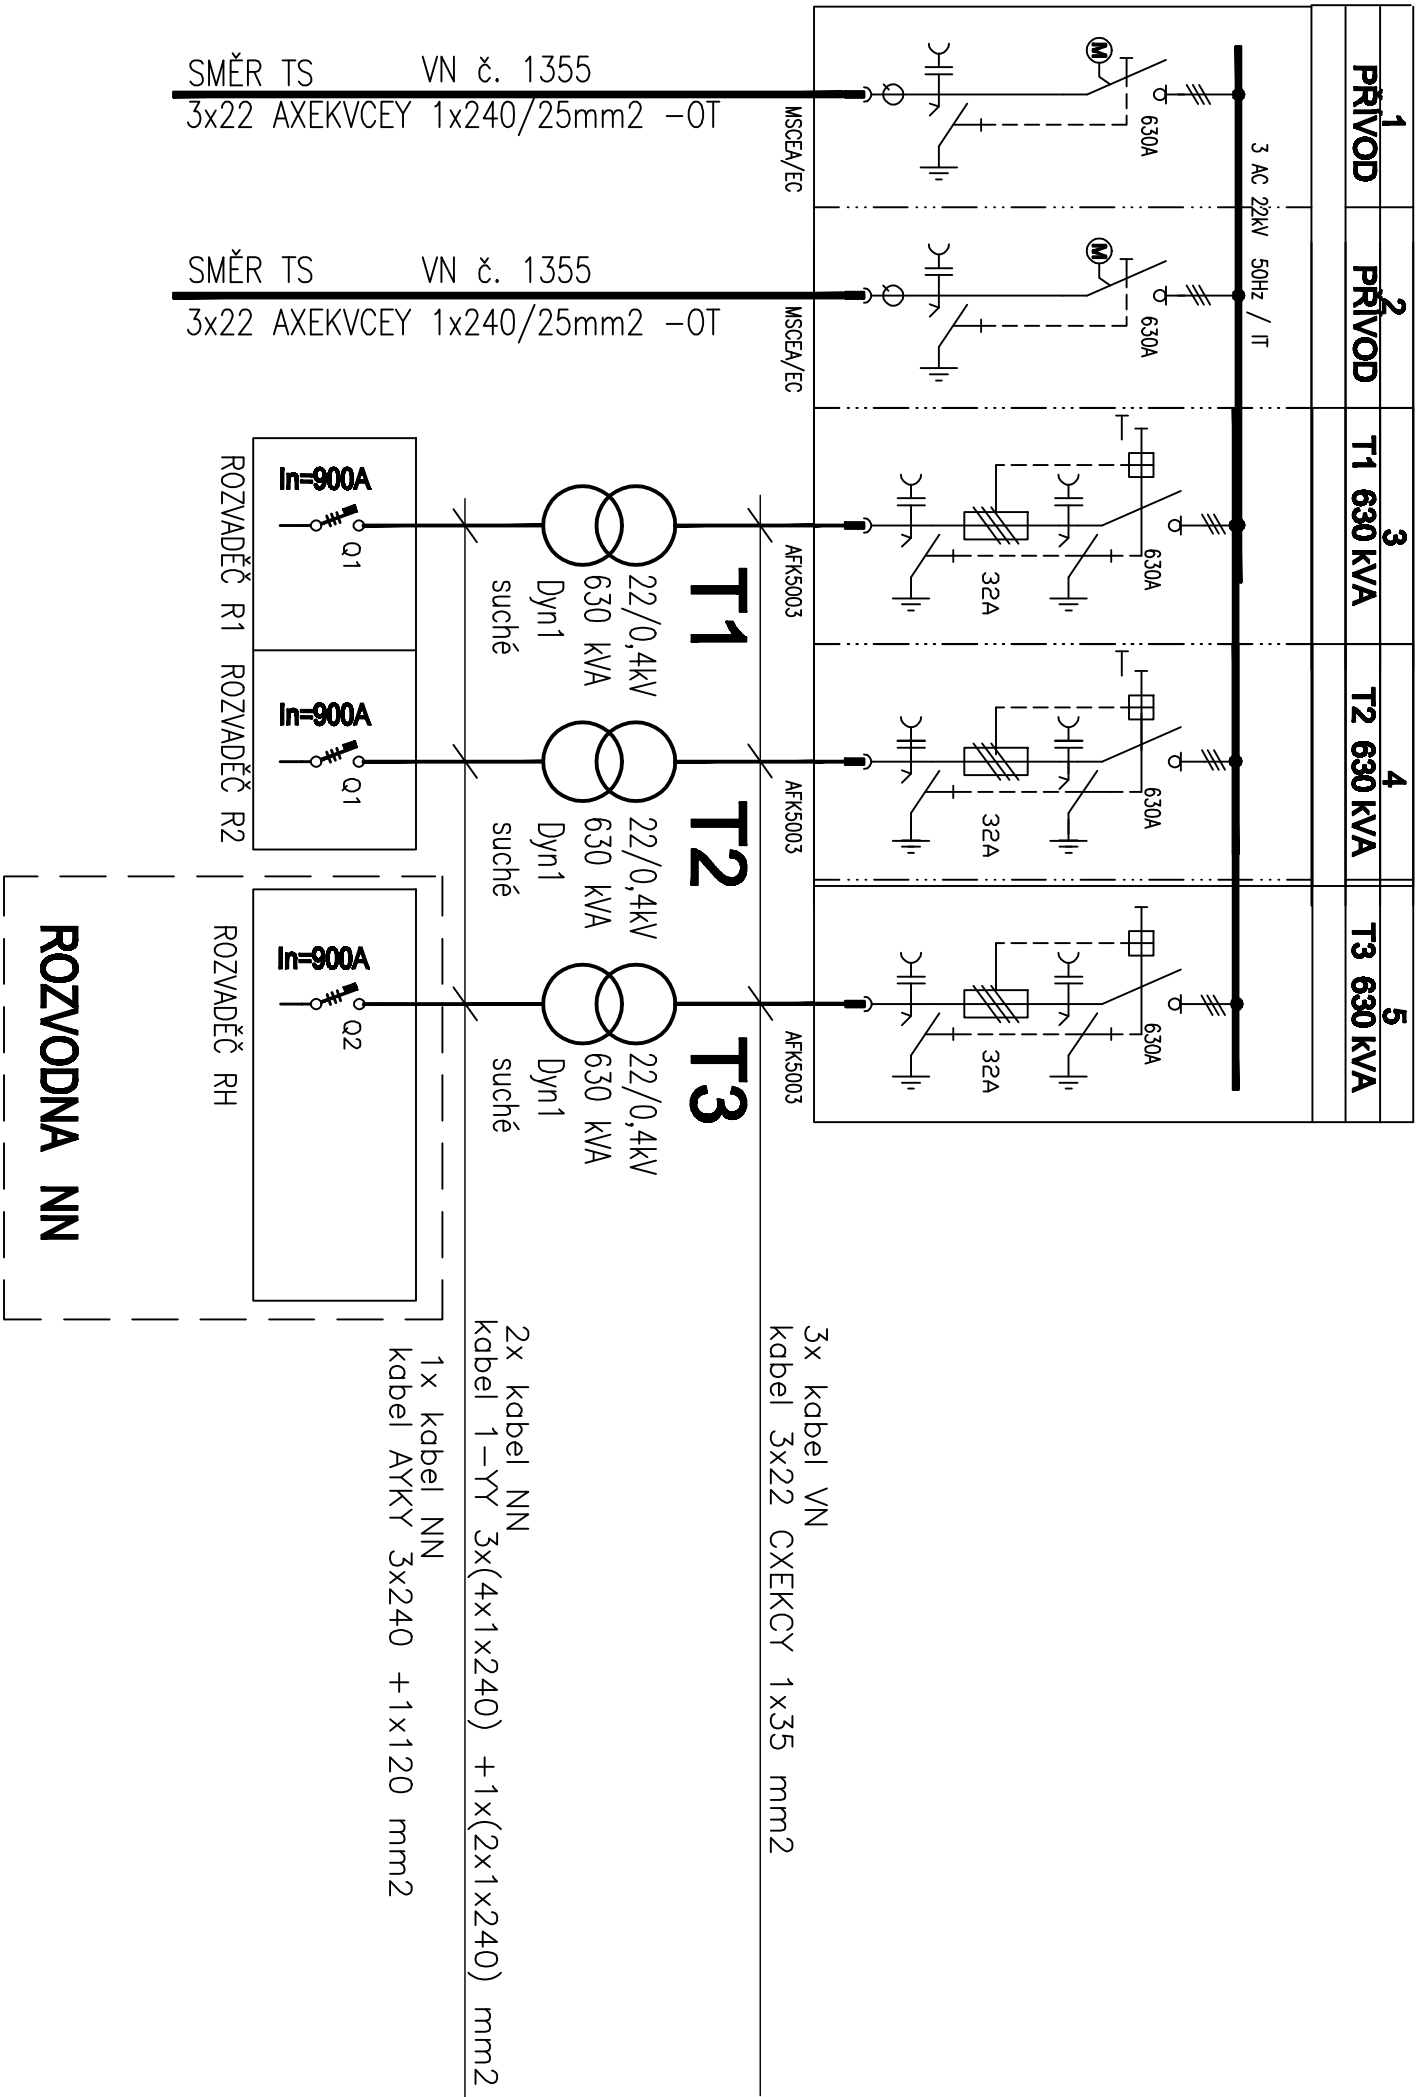 1
PŘÍVOD
2
PŘÍVOD
3
T1 630 kVA
4
T2 630 kVA
5
T3 630 kVA
3 AC 22kV 50Hz / IT
M
630A
M
630A
630A
32A
630A
32A
630A
32A
MSCEA/EC
MSCEA/EC
AFK5003
AFK5003
AFK5003
SMĚR TS VN č. 1355
3x22 AXEKVCEY 1x240/25mm2 -OT
SMĚR TS VN č. 1355
3x22 AXEKVCEY 1x240/25mm2 -OT
T1
22/0,4kV
630 kVA
Dyn1
suché
T2
22/0,4kV
630 kVA
Dyn1
suché
T3
22/0,4kV
630 kVA
Dyn1
suché
3x kabel VN
kabel 3x22 CXEKCY 1x35 mm2
2x kabel NN
kabel 1-YY 3x(4x1x240) +1x(2x1x240) mm2
1x kabel NN
kabel AYKY 3x240 +1x120 mm2
In=900A
Q1
ROZVADĚČ R1
In=900A
Q1
ROZVADĚČ R2
In=900A
Q2
ROZVADĚČ RH
ROZVODNA NN